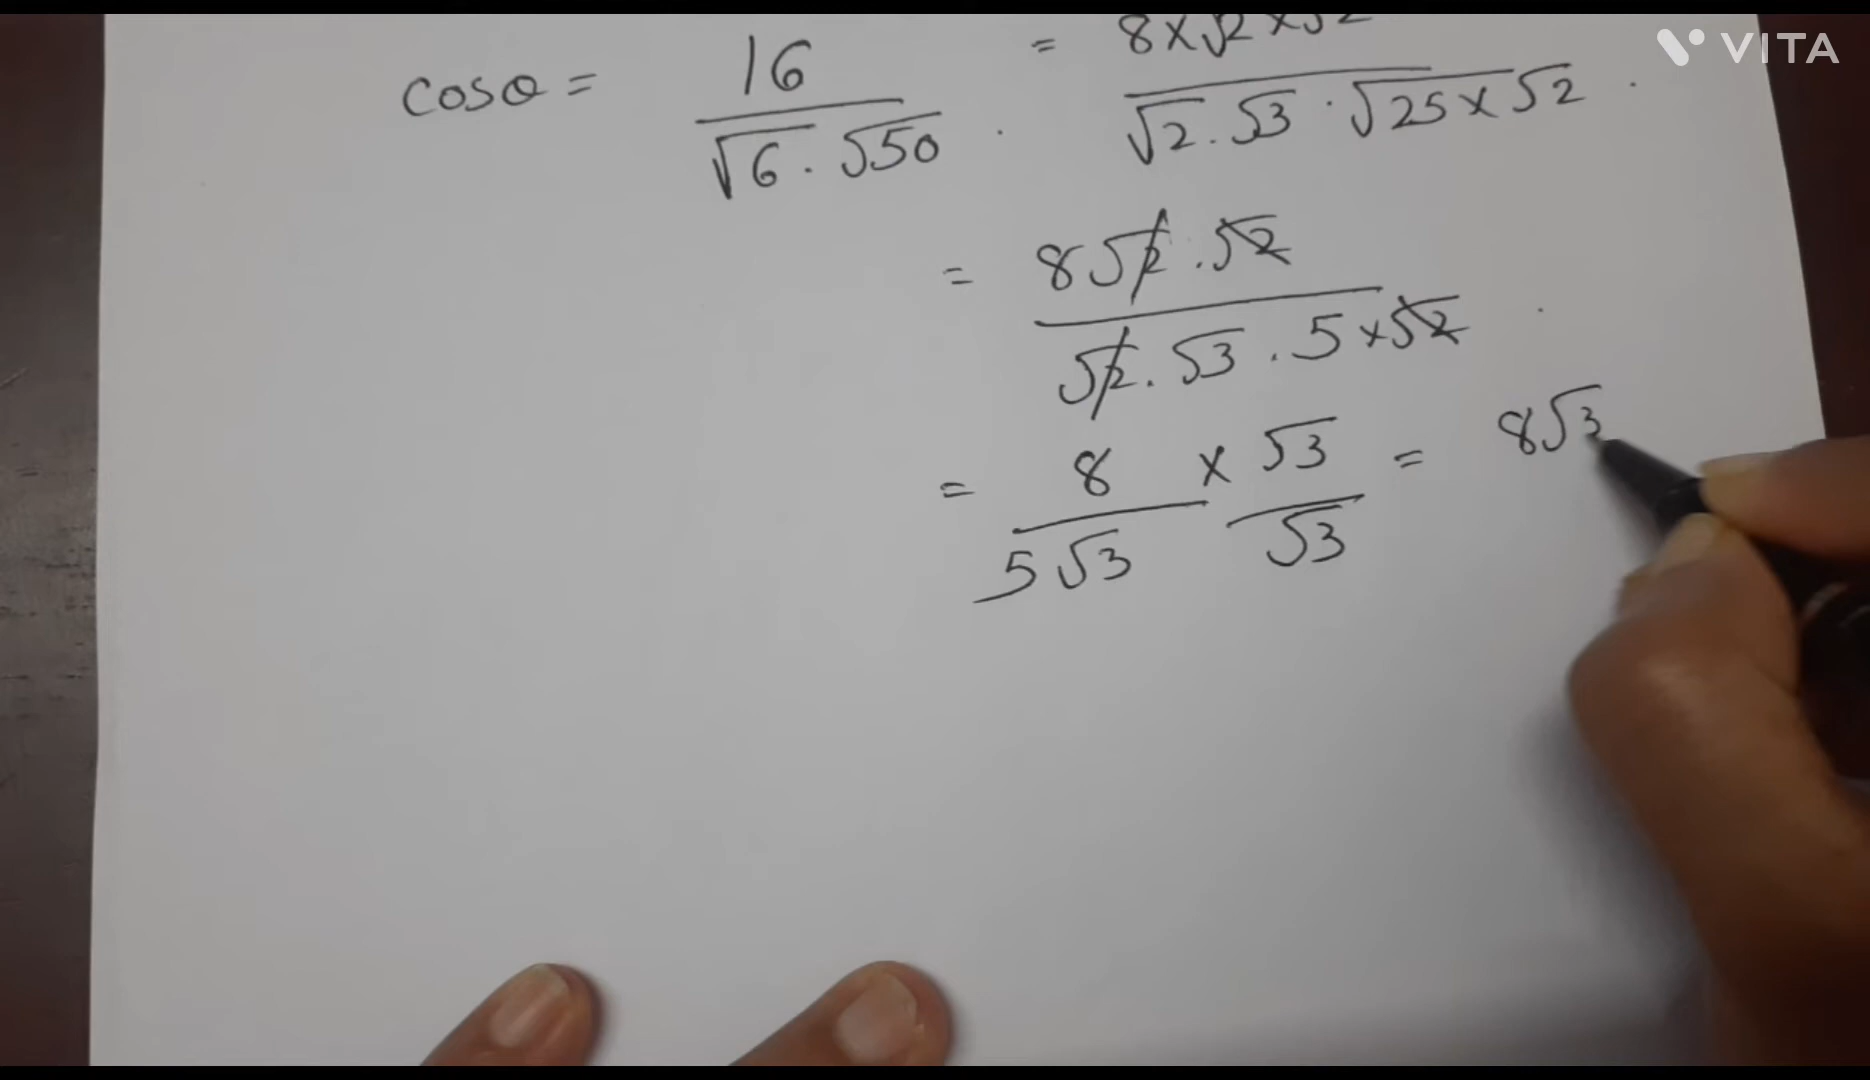 cosθ = 16 / √6 . √50 . = 8×√2×√2 / √2 . √3 . √25 × √2 .
= 8√2 . √2 / √2 . √3 . 5 × √2 .
= 8 / 5√3 × √3 / √3 = 8√3
VITA